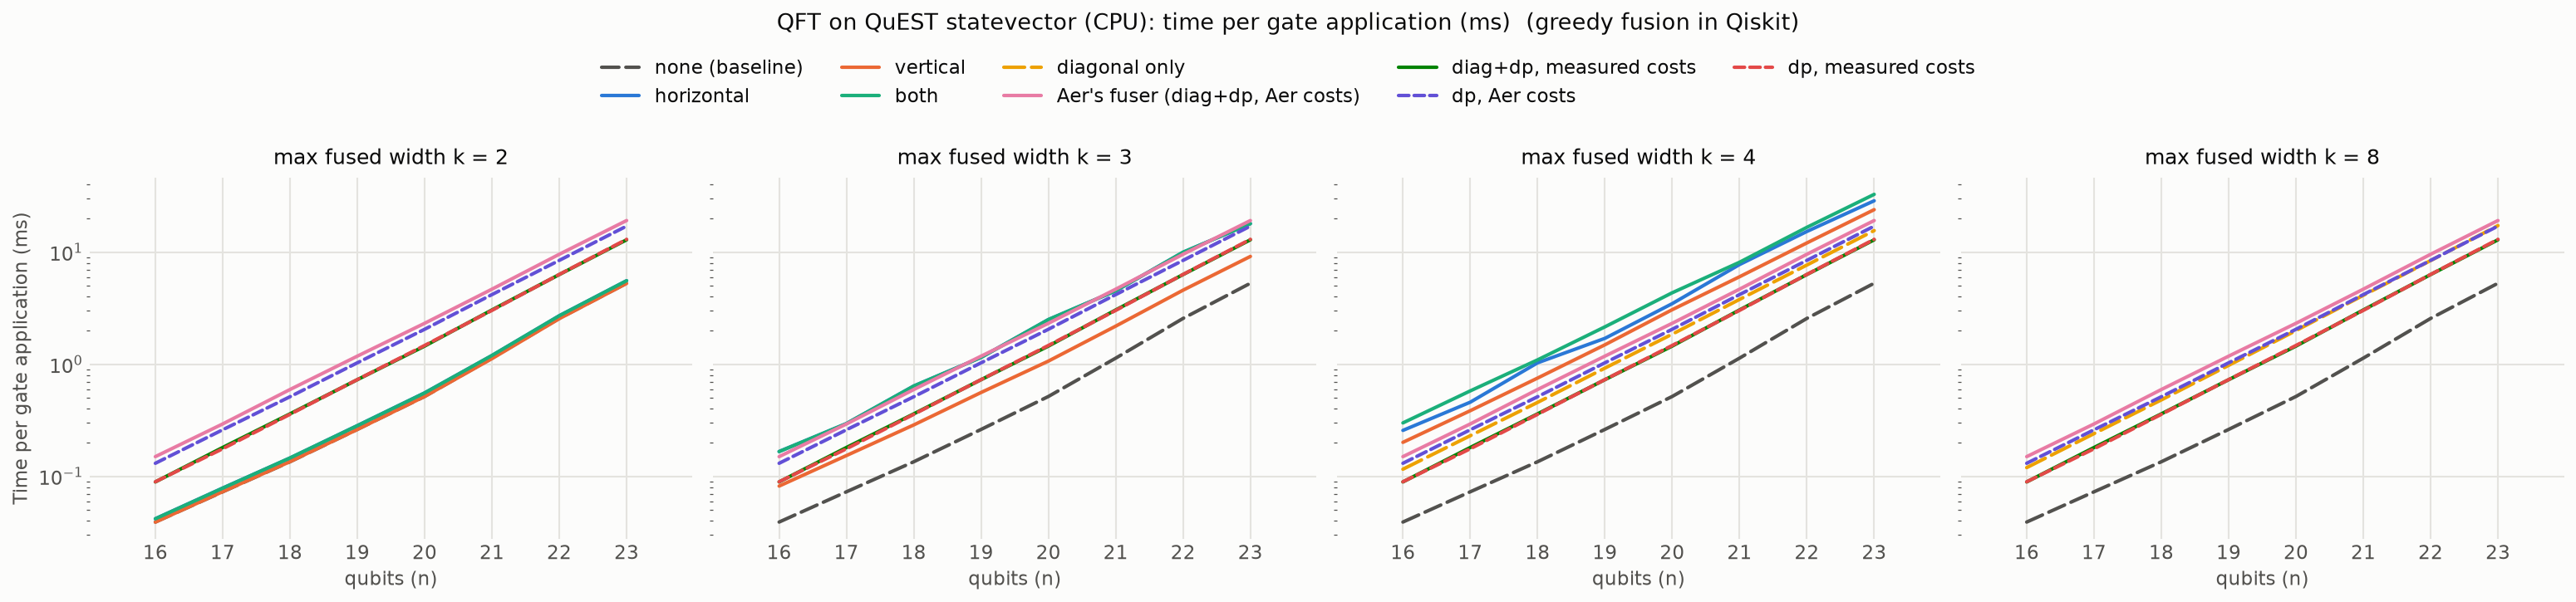 QFT on QuEST statevector (CPU): time per gate application (ms)  (greedy fusion in Qiskit)
none (baseline) vertical diagonal only diag+dp, measured costs dp, measured costs
horizontal both Aer's fuser (diag+dp, Aer costs) dp, Aer costs
max fused width k = 2
Time per gate application (ms)
10¹
10⁰
10⁻¹
16 17 18 19 20 21 22 23
qubits (n)
max fused width k = 3
16 17 18 19 20 21 22 23
qubits (n)
max fused width k = 4
16 17 18 19 20 21 22 23
qubits (n)
max fused width k = 8
16 17 18 19 20 21 22 23
qubits (n)